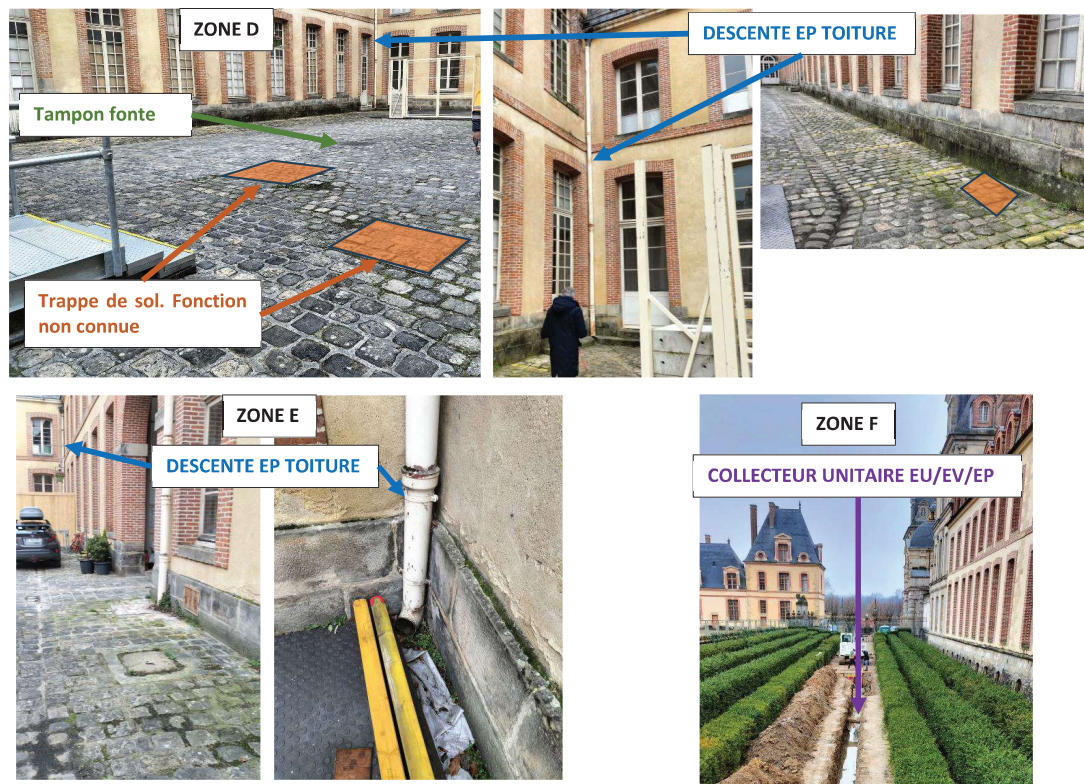 ZONE D
DESCENTE EP TOITURE
Tampon fonte
Trappe de sol. Fonction
non connue
ZONE E
DESCENTE EP TOITURE
ZONE F
COLLECTEUR UNITAIRE EU/EV/EP